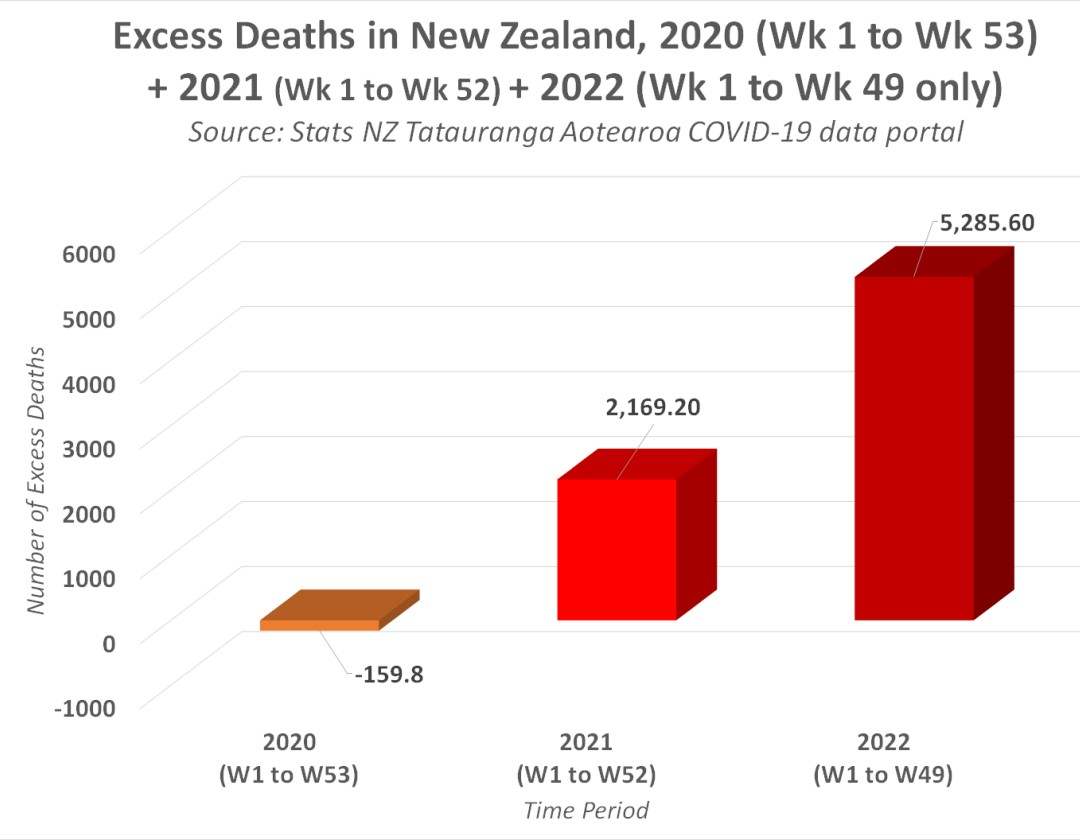 Excess Deaths in New Zealand, 2020 (Wk 1 to Wk 53)
+ 2021 (Wk 1 to Wk 52) + 2022 (Wk 1 to Wk 49 only)
Source: Stats NZ Tatauranga Aotearoa COVID-19 data portal
Number of Excess Deaths
6000
5000
4000
3000
2000
1000
0
-1000
-159.8
2,169.20
5,285.60
2020
(W1 to W53)
2021
(W1 to W52)
2022
(W1 to W49)
Time Period